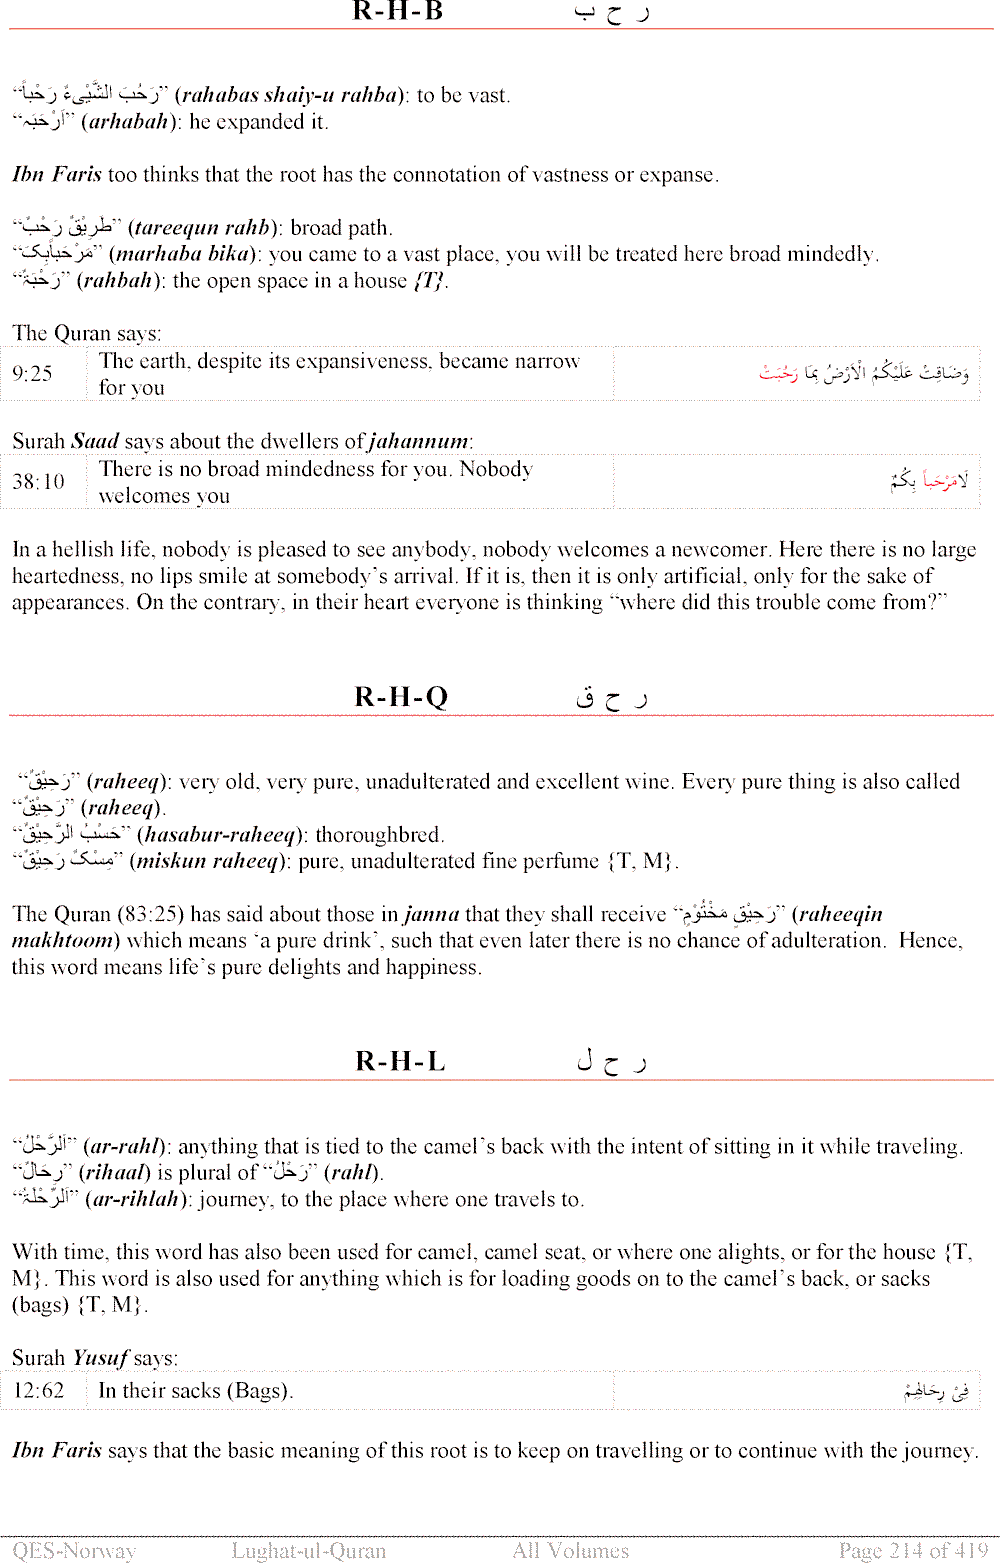 R-H-B ر ح ب
“رَحُبَ الشَّیْیءُ رَحْباً” (rahabas shaiy-u rahba): to be vast.
“اَرْحَبَہ” (arhabah): he expanded it.
Ibn Faris too thinks that the root has the connotation of vastness or expanse.
“طَرِیْقٌ رَحْبٌ” (tareequn rahb): broad path.
“مَرْحَباًبِکَ” (marhaba bika): you came to a vast place, you will be treated here broad mindedly.
“رَحْبَۃٌ” (rahbah): the open space in a house {T}.
The Quran says:
9:25 The earth, despite its expansiveness, became narrow for you وَضَاقِتْ عَلَيْكُمُ الْاَرْضُ بِمَا رَحُبَتْ
Surah Saad says about the dwellers of jahannum:
38:10 There is no broad mindedness for you. Nobody welcomes you لَامَرْحَباً بِكُمْ
In a hellish life, nobody is pleased to see anybody, nobody welcomes a newcomer. Here there is no large
heartedness, no lips smile at somebody’s arrival. If it is, then it is only artificial, only for the sake of
appearances. On the contrary, in their heart everyone is thinking “where did this trouble come from?”
R-H-Q ر ح ق
“رَحِیْقٌ” (raheeq): very old, very pure, unadulterated and excellent wine. Every pure thing is also called
“رَحِیْقٌ” (raheeq).
“حَسْبُ الرَّحِیْقٌ” (hasabur-raheeq): thoroughbred.
“مِسْکٌ رَحِیْقٌ” (miskun raheeq): pure, unadulterated fine perfume {T, M}.
The Quran (83:25) has said about those in janna that they shall receive “رَحِیْقٍ مَخْتُوْمٍ” (raheeqin
makhtoom) which means ‘a pure drink’, such that even later there is no chance of adulteration. Hence,
this word means life’s pure delights and happiness.
R-H-L ر ح ل
“اَلرَّحْلُ” (ar-rahl): anything that is tied to the camel’s back with the intent of sitting in it while traveling.
“رِحَالٌ” (rihaal) is plural of “رَحْلٌ” (rahl).
“اَلرِّحْلَۃُ” (ar-rihlah): journey, to the place where one travels to.
With time, this word has also been used for camel, camel seat, or where one alights, or for the house {T,
M}. This word is also used for anything which is for loading goods on to the camel’s back, or sacks
(bags) {T, M}.
Surah Yusuf says:
12:62 In their sacks (Bags). فِیْ رِحَالِهِمْ
Ibn Faris says that the basic meaning of this root is to keep on travelling or to continue with the journey.
QES-Norway Lughat-ul-Quran All Volumes Page 214 of 419